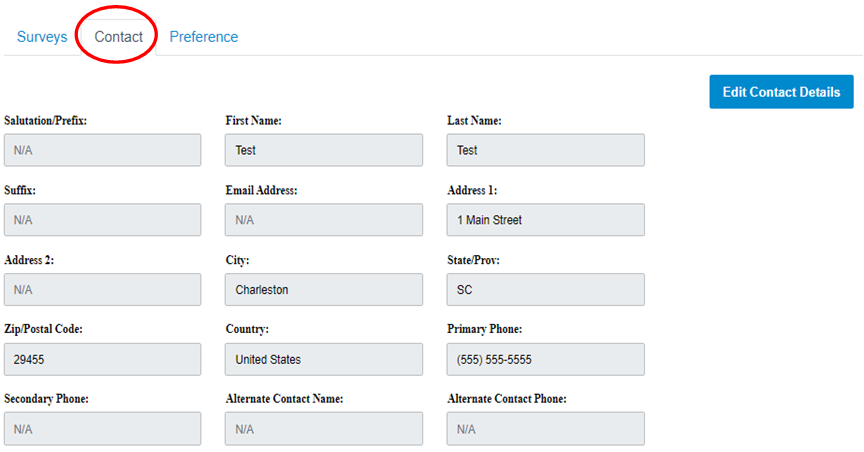 Surveys Contact Preference
Edit Contact Details
Salutation/Prefix: First Name: Last Name:
N/A Test Test
Suffix: Email Address: Address 1:
N/A N/A 1 Main Street
Address 2: City: State/Prov:
N/A Charleston SC
Zip/Postal Code: Country: Primary Phone:
29455 United States (555) 555-5555
Secondary Phone: Alternate Contact Name: Alternate Contact Phone:
N/A N/A N/A